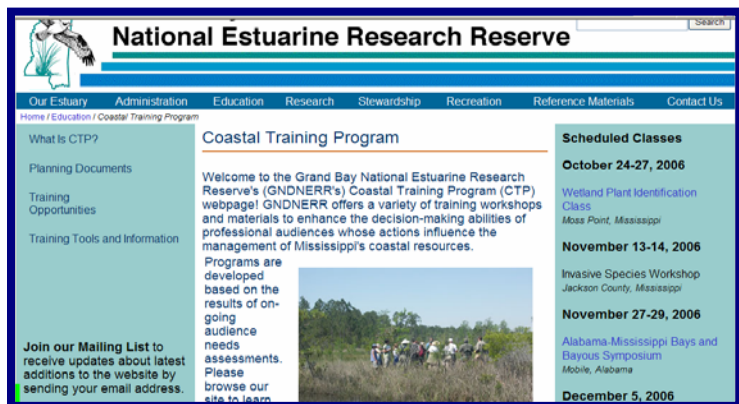 National Estuarine Research Reserve
Search
Our Estuary Administration Education Research Stewardship Recreation Reference Materials Contact Us
Home / Education / Coastal Training Program
What Is CTP?
Planning Documents
Training
Opportunities
Training Tools and Information
Join our Mailing List to
receive updates about latest
additions to the website by
sending your email address.
Coastal Training Program
Welcome to the Grand Bay National Estuarine Research
Reserve's (GNDNERR's) Coastal Training Program (CTP)
webpage! GNDNERR offers a variety of training workshops
and materials to enhance the decision-making abilities of
professional audiences whose actions influence the
management of Mississippi's coastal resources.
Programs are
developed
based on the
results of on-
going
audience
needs
assessments.
Please
browse our
site to learn
Scheduled Classes
October 24-27, 2006
Wetland Plant Identification
Class
Moss Point, Mississippi
November 13-14, 2006
Invasive Species Workshop
Jackson County, Mississippi
November 27-29, 2006
Alabama-Mississippi Bays and
Bayous Symposium
Mobile, Alabama
December 5, 2006